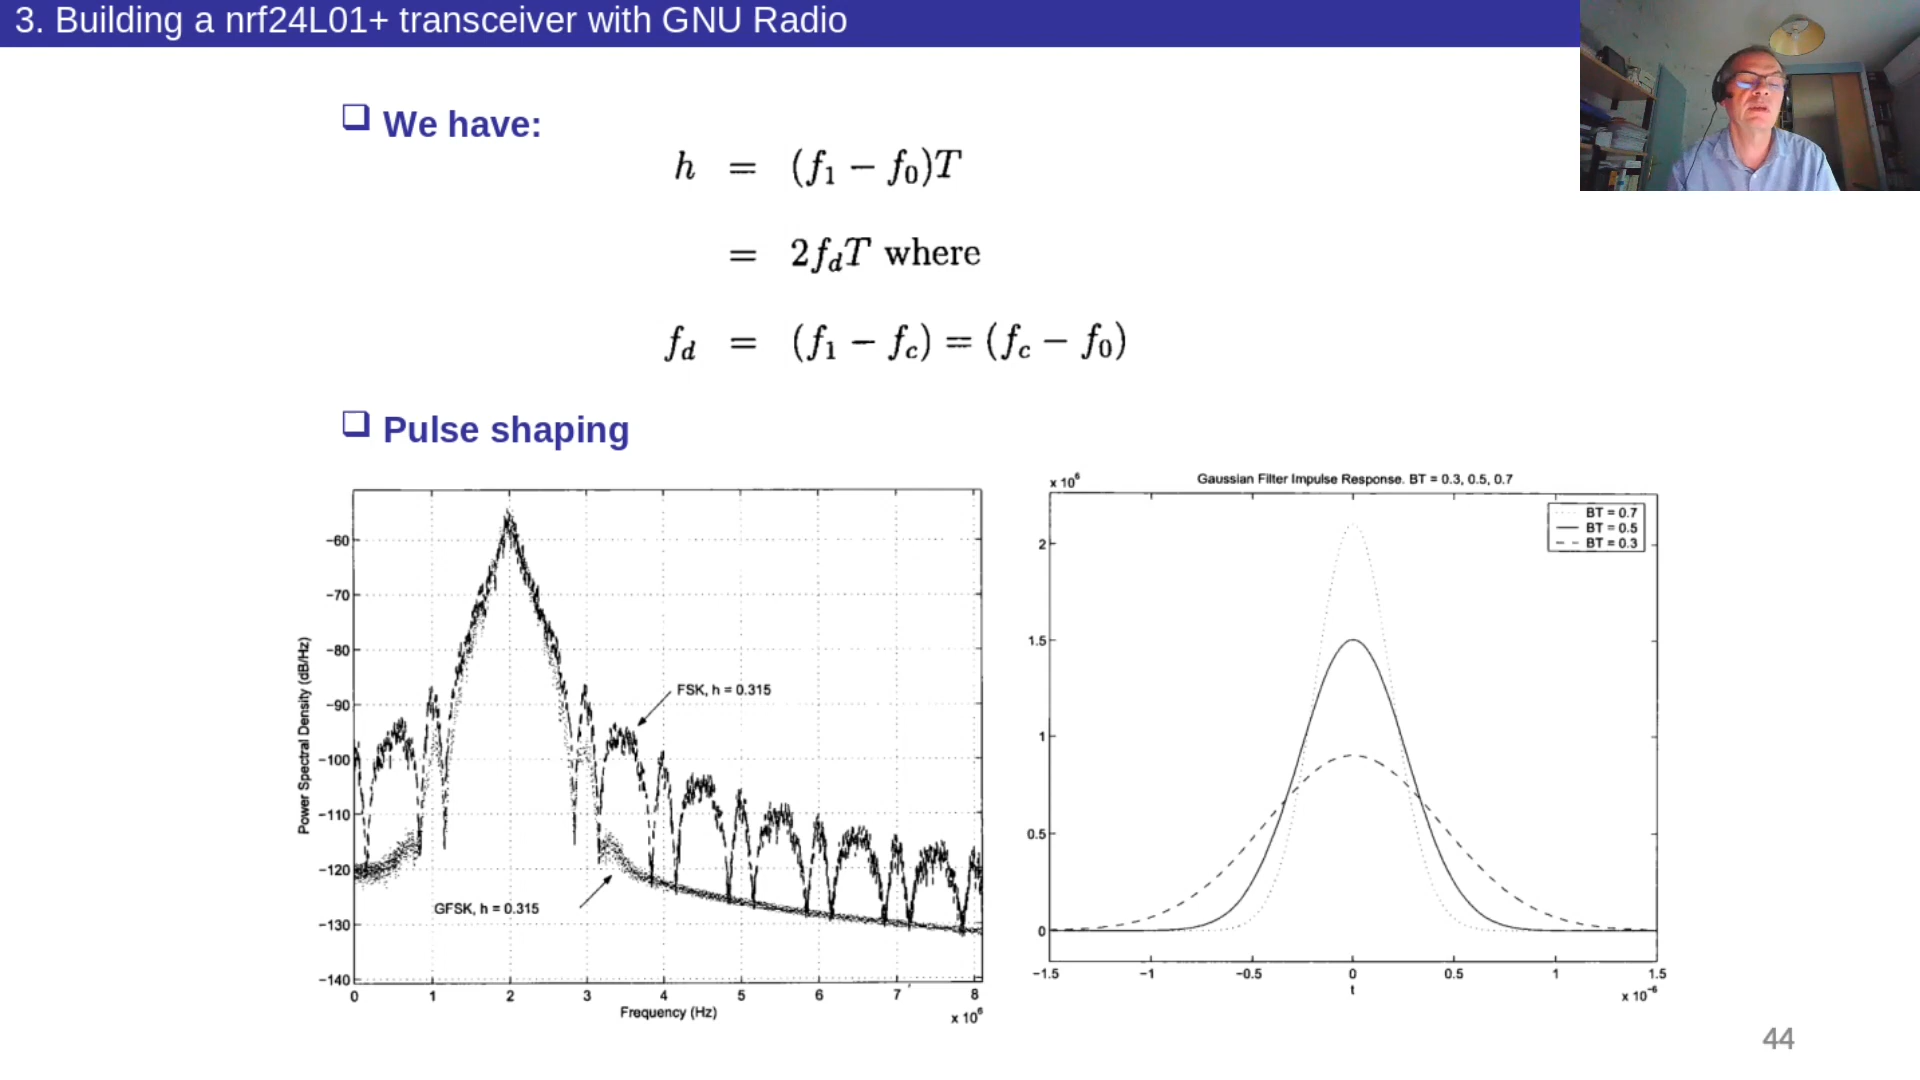 3. Building a nrf24L01+ transceiver with GNU Radio
We have:
h = (f₁ − f₀)T
= 2f_dT where
f_d = (f₁ − f_c) = (f_c − f₀)
Pulse shaping
Power Spectral Density (dB/Hz)
−60
−70
−80
−90
−100
−110
−120
−130
−140
FSK, h = 0.315
GFSK, h = 0.315
0 1 2 3 4 5 6 7 8
Frequency (Hz)
x 10⁶
x 10⁶
Gaussian Filter Impulse Response. BT = 0.3, 0.5, 0.7
BT = 0.7
BT = 0.5
BT = 0.3
2
1.5
1
0.5
0
−1.5 −1 −0.5 0 0.5 1 1.5
t
x 10⁻⁶
44